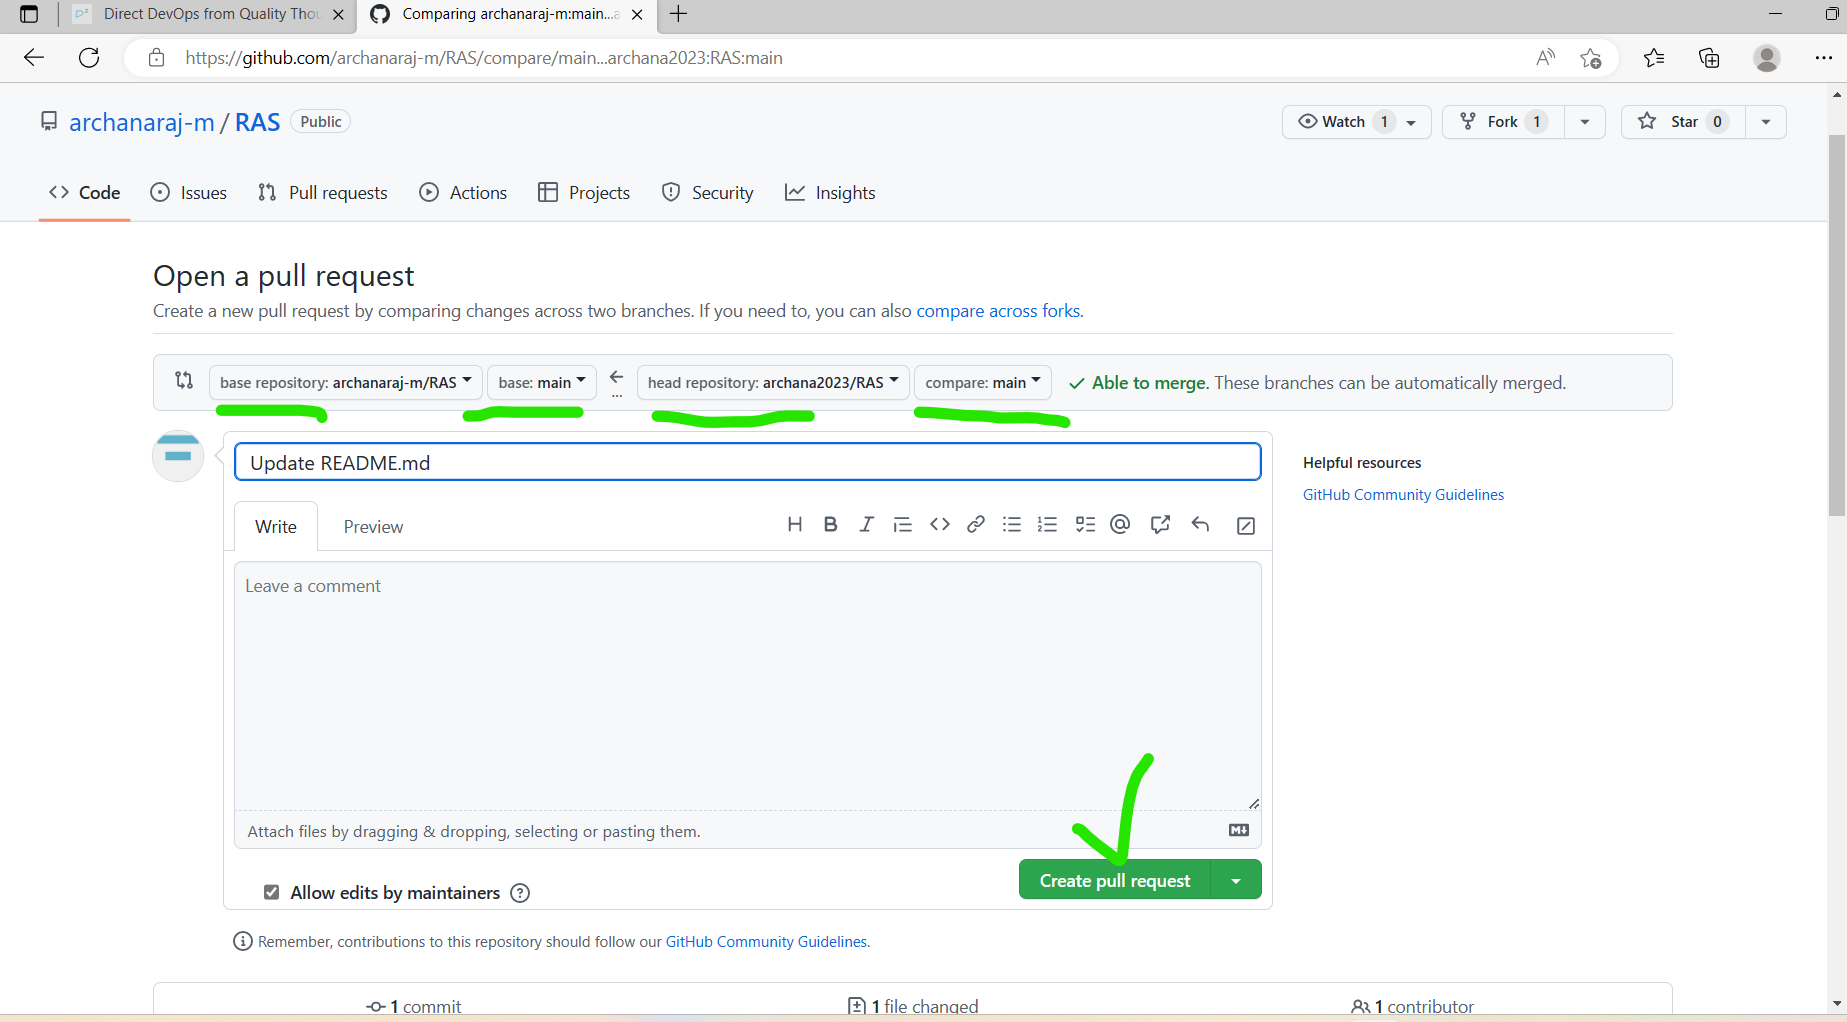 Direct DevOps from Quality Thou
Comparing archanaraj-m:main...a
https://github.com/archanaraj-m/RAS/compare/main...archana2023:RAS:main
archanaraj-m / RAS Public
Watch 1
Fork 1
Star 0
Code Issues Pull requests Actions Projects Security Insights
Open a pull request
Create a new pull request by comparing changes across two branches. If you need to, you can also compare across forks.
base repository: archanaraj-m/RAS base: main ... head repository: archana2023/RAS compare: main Able to merge. These branches can be automatically merged.
Update README.md
Helpful resources
GitHub Community Guidelines
Write Preview
Leave a comment
Attach files by dragging & dropping, selecting or pasting them.
Allow edits by maintainers
Create pull request
Remember, contributions to this repository should follow our GitHub Community Guidelines.
1 commit 1 file changed 1 contributor